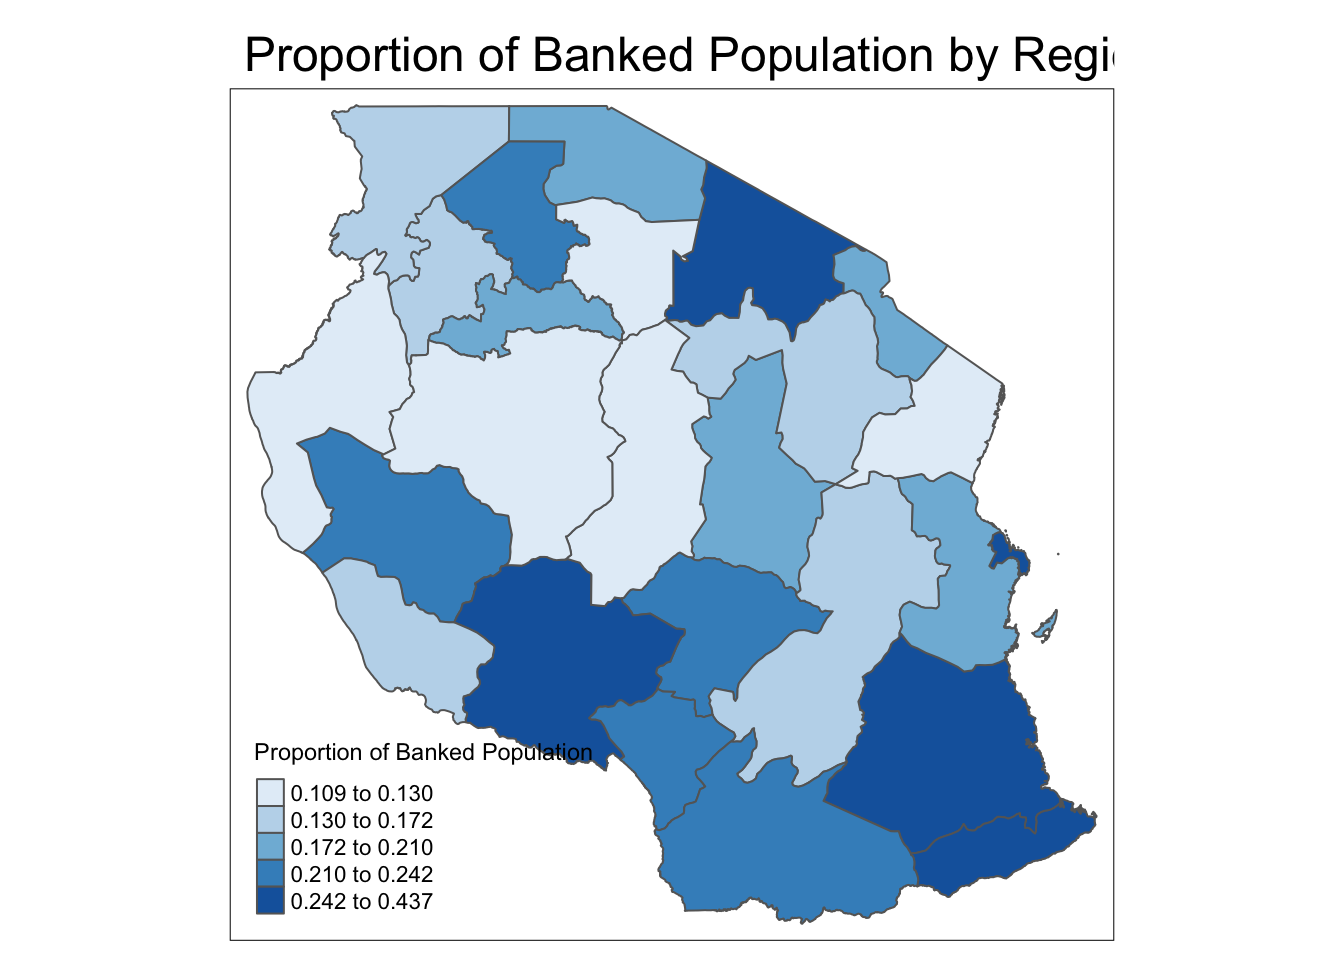 Proportion of Banked Population by Regi
Proportion of Banked Population
0.109 to 0.130
0.130 to 0.172
0.172 to 0.210
0.210 to 0.242
0.242 to 0.437